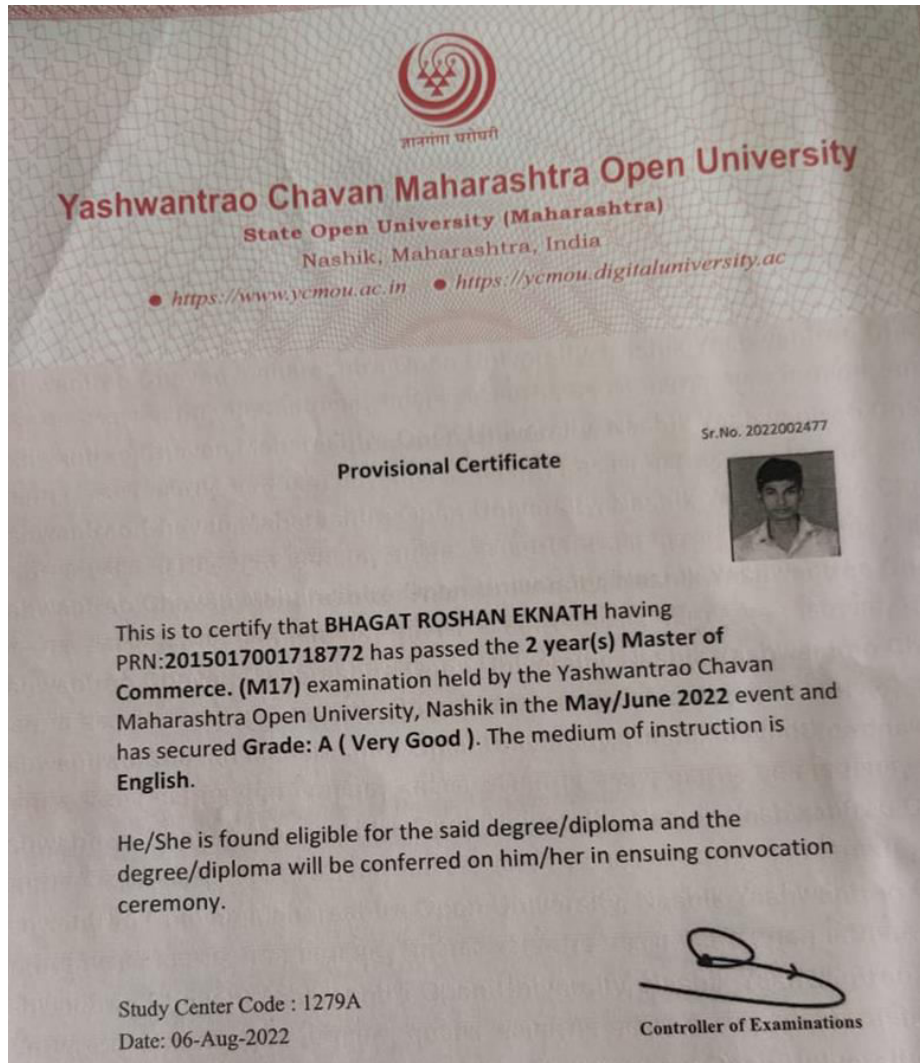 ज्ञानगंगा घरोघरी
Yashwantrao Chavan Maharashtra Open University
State Open University (Maharashtra)
Nashik, Maharashtra, India
● https://www.ycmou.ac.in ● https://ycmou.digitaluniversity.ac
Sr.No. 2022002477
Provisional Certificate
This is to certify that BHAGAT ROSHAN EKNATH having
PRN:2015017001718772 has passed the 2 year(s) Master of
Commerce. (M17) examination held by the Yashwantrao Chavan
Maharashtra Open University, Nashik in the May/June 2022 event and
has secured Grade: A ( Very Good ). The medium of instruction is
English.
He/She is found eligible for the said degree/diploma and the
degree/diploma will be conferred on him/her in ensuing convocation
ceremony.
Study Center Code : 1279A
Date: 06-Aug-2022
Controller of Examinations